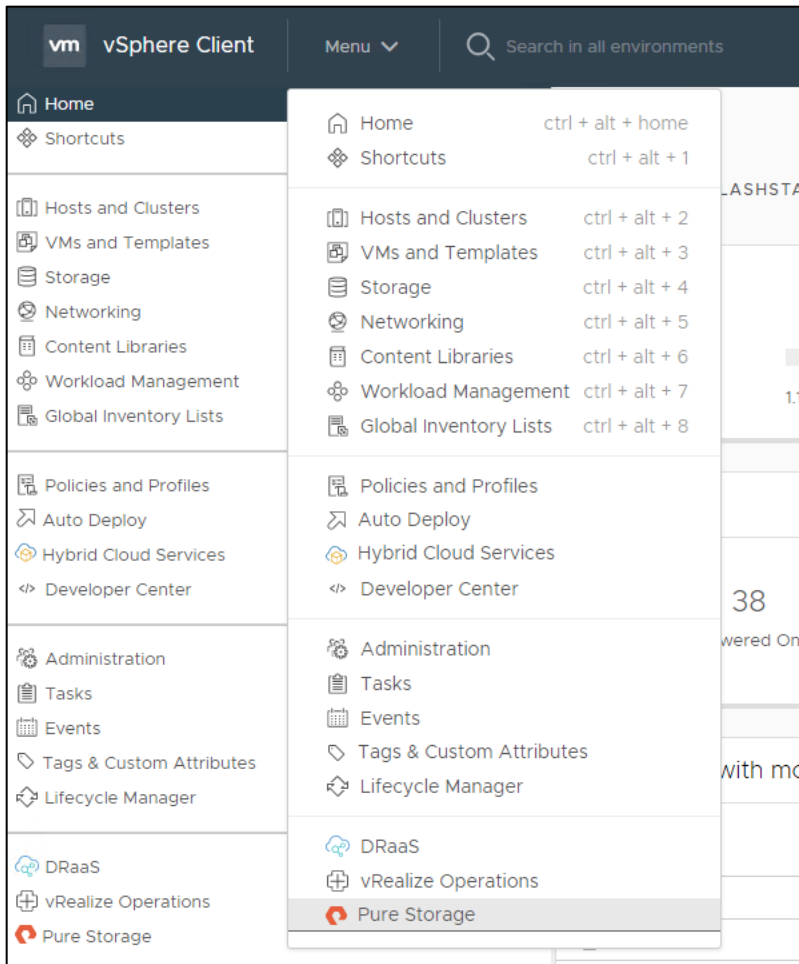 vm vSphere Client Menu Search in all environments
Home
Shortcuts
Hosts and Clusters
VMs and Templates
Storage
Networking
Content Libraries
Workload Management
Global Inventory Lists
Policies and Profiles
Auto Deploy
Hybrid Cloud Services
Developer Center
Administration
Tasks
Events
Tags & Custom Attributes
Lifecycle Manager
DRaaS
vRealize Operations
Pure Storage
Home ctrl + alt + home
Shortcuts ctrl + alt + 1
Hosts and Clusters ctrl + alt + 2
VMs and Templates ctrl + alt + 3
Storage ctrl + alt + 4
Networking ctrl + alt + 5
Content Libraries ctrl + alt + 6
Workload Management ctrl + alt + 7
Global Inventory Lists ctrl + alt + 8
Policies and Profiles
Auto Deploy
Hybrid Cloud Services
</> Developer Center
Administration
Tasks
Events
Tags & Custom Attributes
Lifecycle Manager
DRaaS
vRealize Operations
Pure Storage
LASHSTA
1.1
38
wered On
with mo